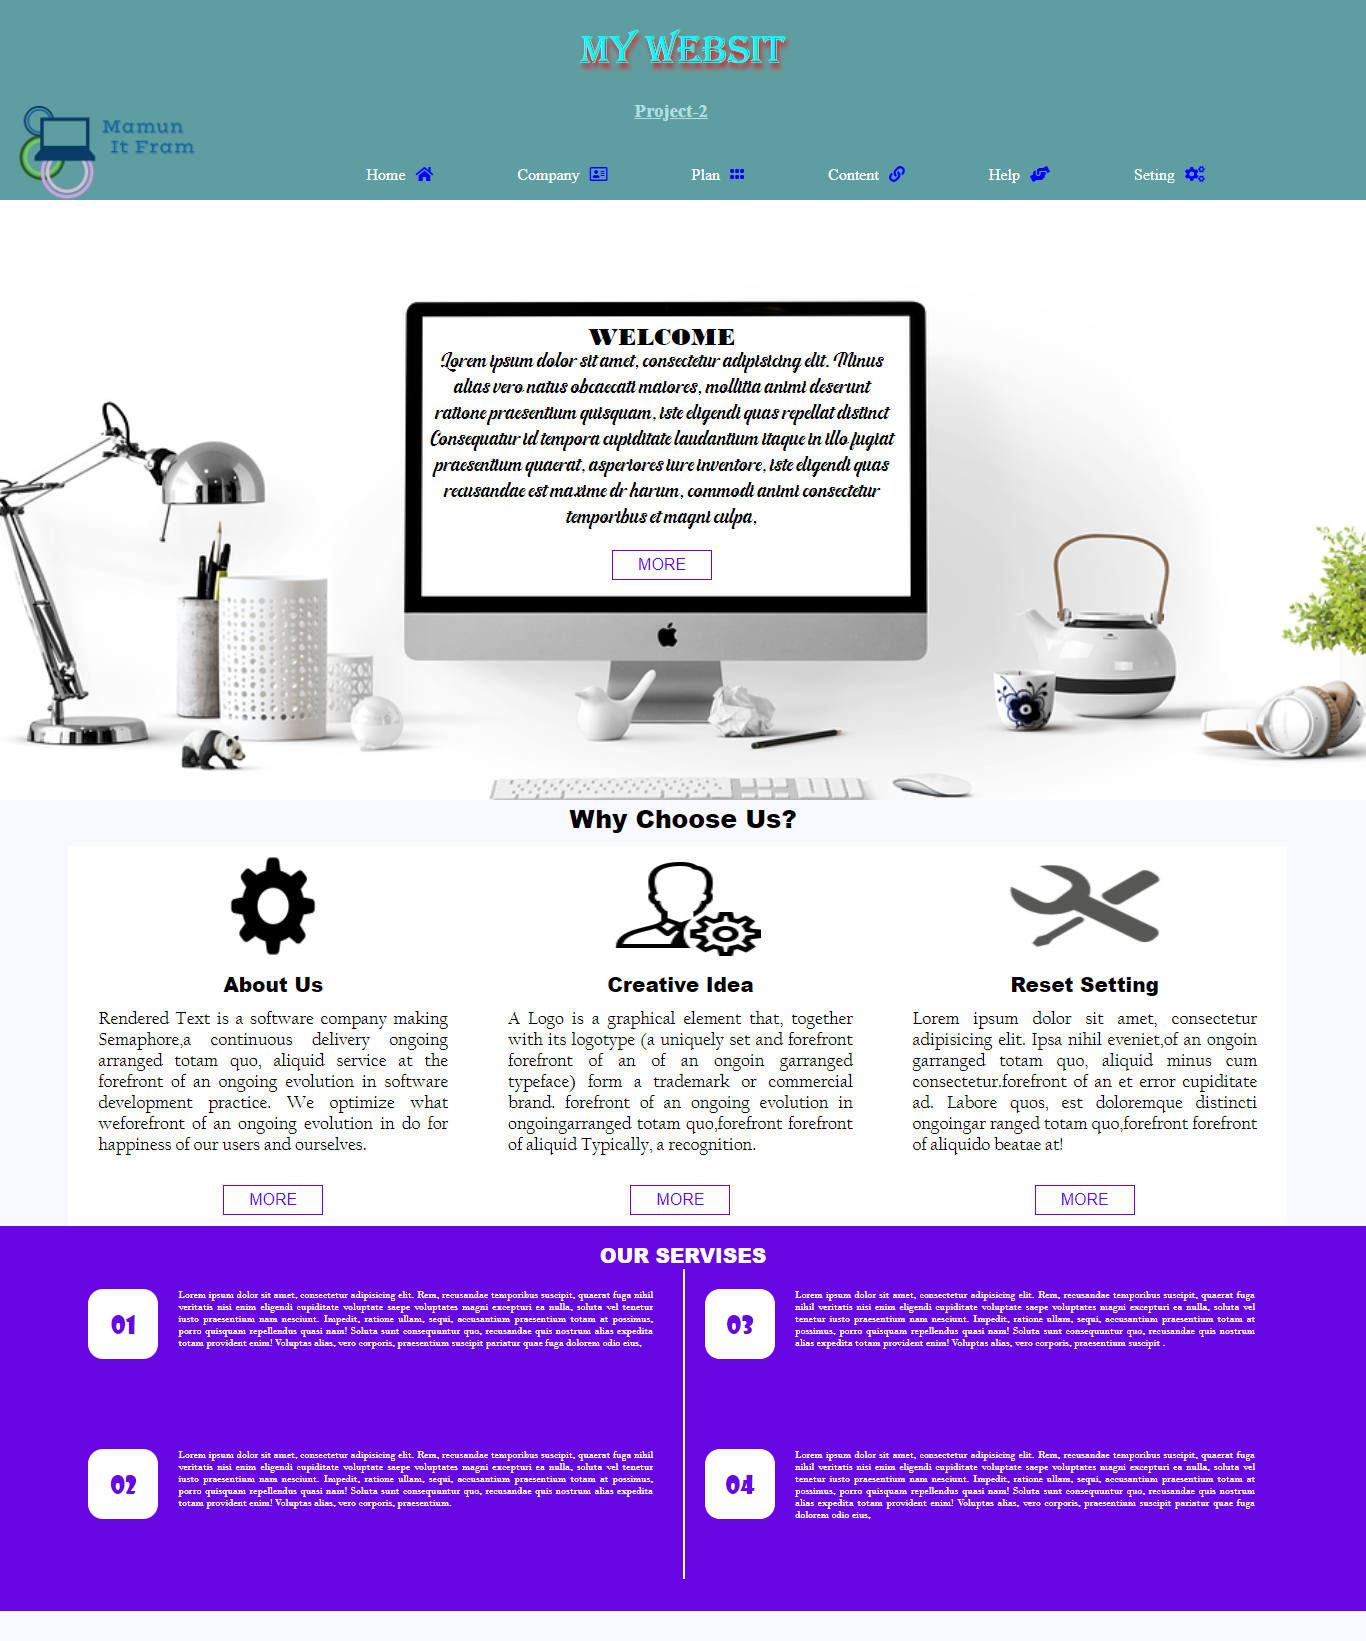 MY WEBSIT
Project-2
Mamun
It Fram
Home
Company
Plan
Content
Help
Seting
WELCOME
Lorem ipsum dolor sit amet, consectetur adipisicing elit. Minus
alias vero natus obcaecati maiores, mollitia animi deserunt
ratione praesentium quisquam, iste eligendi quas repellat distinct
Consequatur id tempora cupiditate laudantium itaque in illo fugiat
praesentium quaerat, asperiores iure inventore, iste eligendi quas
recusandae est maxime dr harum, commodi animi consectetur
temporibus et magni culpa,
MORE
Why Choose Us?
About Us
Rendered Text is a software company making
Semaphore,a continuous delivery ongoing
arranged totam quo, aliquid service at the
forefront of an ongoing evolution in software
development practice. We optimize what
weforefront of an ongoing evolution in do for
happiness of our users and ourselves.
MORE
Creative Idea
A Logo is a graphical element that, together
with its logotype (a uniquely set and forefront
forefront of an of an ongoin garranged
typeface) form a trademark or commercial
brand. forefront of an ongoing evolution in
ongoingarranged totam quo,forefront forefront
of aliquid Typically, a recognition.
MORE
Reset Setting
Lorem ipsum dolor sit amet, consectetur
adipisicing elit. Ipsa nihil eveniet,of an ongoin
garranged totam quo, aliquid minus cum
consectetur.forefront of an et error cupiditate
ad. Labore quos, est doloremque distincti
ongoingar ranged totam quo,forefront forefront
of aliquido beatae at!
MORE
OUR SERVISES
01
Lorem ipsum dolor sit amet, consectetur adipisicing elit. Rem, recusandae temporibus suscipit, quaerat fuga nihil
veritatis nisi enim eligendi cupiditate voluptate saepe voluptates magni excepturi ea nulla, soluta vel tenetur
iusto praesentium nam nesciunt. Impedit, ratione ullam, sequi, accusantium praesentium totam at possimus,
porro quisquam repellendus quasi nam! Soluta sunt consequuntur quo, recusandae quis nostrum alias expedita
totam provident enim! Voluptas alias, vero corporis, praesentium suscipit pariatur quae fuga dolorem odio eius,
02
Lorem ipsum dolor sit amet, consectetur adipisicing elit. Rem, recusandae temporibus suscipit, quaerat fuga nihil
veritatis nisi enim eligendi cupiditate voluptate saepe voluptates magni excepturi ea nulla, soluta vel tenetur
iusto praesentium nam nesciunt. Impedit, ratione ullam, sequi, accusantium praesentium totam at possimus,
porro quisquam repellendus quasi nam! Soluta sunt consequuntur quo, recusandae quis nostrum alias expedita
totam provident enim! Voluptas alias, vero corporis, praesentium.
03
Lorem ipsum dolor sit amet, consectetur adipisicing elit. Rem, recusandae temporibus suscipit, quaerat fuga
nihil veritatis nisi enim eligendi cupiditate voluptate saepe voluptates magni excepturi ea nulla, soluta vel
tenetur iusto praesentium nam nesciunt. Impedit, ratione ullam, sequi, accusantium praesentium totam at
possimus, porro quisquam repellendus quasi nam! Soluta sunt consequuntur quo, recusandae quis nostrum
alias expedita totam provident enim! Voluptas alias, vero corporis, praesentium suscipit .
04
Lorem ipsum dolor sit amet, consectetur adipisicing elit. Rem, recusandae temporibus suscipit, quaerat fuga
nihil veritatis nisi enim eligendi cupiditate voluptate saepe voluptates magni excepturi ea nulla, soluta vel
tenetur iusto praesentium nam nesciunt. Impedit, ratione ullam, sequi, accusantium praesentium totam at
possimus, porro quisquam repellendus quasi nam! Soluta sunt consequuntur quo, recusandae quis nostrum
alias expedita totam provident enim! Voluptas alias, vero corporis, praesentium suscipit pariatur quae fuga
dolorem odio eius,